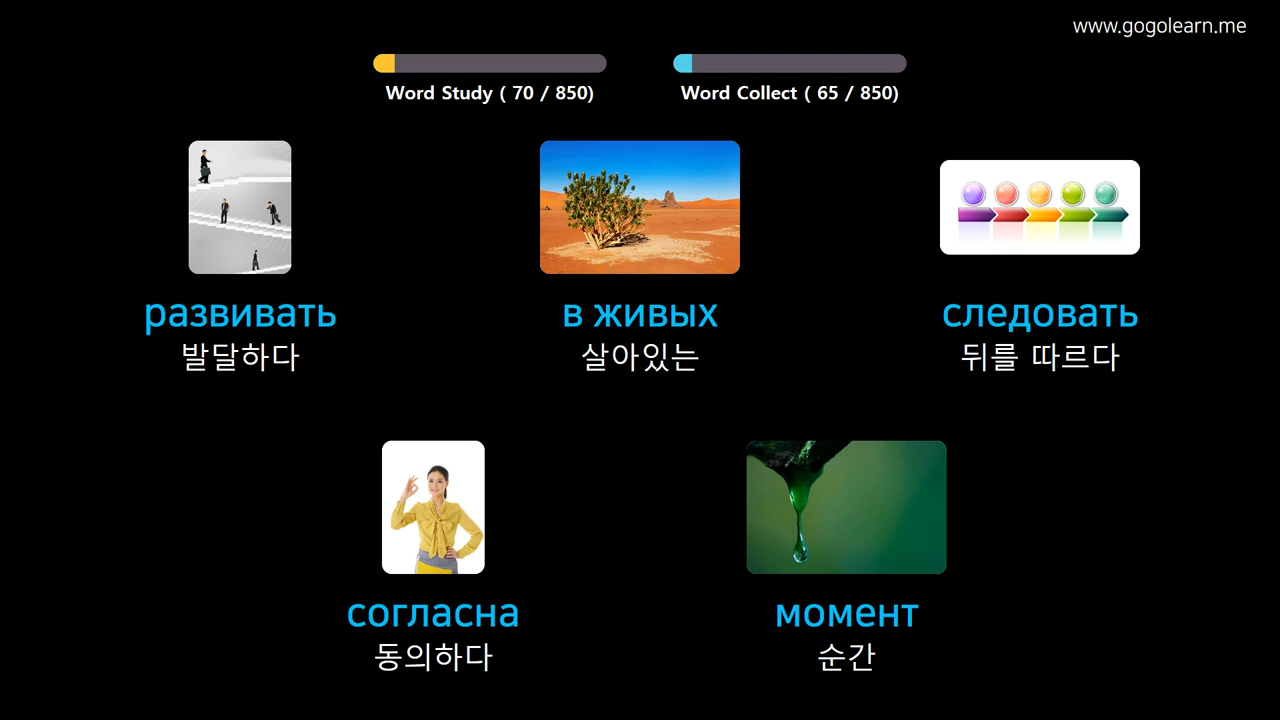 www.gogolearn.me
Word Study ( 70 / 850)
Word Collect ( 65 / 850)
развивать
발달하다
в живых
살아있는
следовать
뒤를 따르다
согласна
동의하다
момент
순간